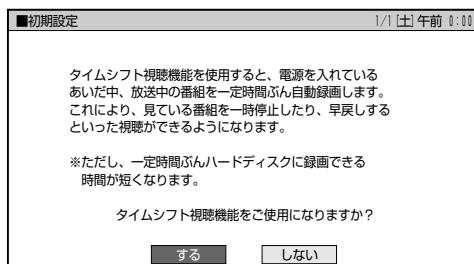 ■初期設定 1/1[土]午前 0:00
タイムシフト視聴機能を使用すると、電源を入れている
あいだ中、放送中の番組を一定時間ぶん自動録画します。
これにより、見ている番組を一時停止したり、早戻しする
といった視聴ができるようになります。
※ただし、一定時間ぶんハードディスクに録画できる
時間が短くなります。
タイムシフト視聴機能をご使用になりますか？
する しない